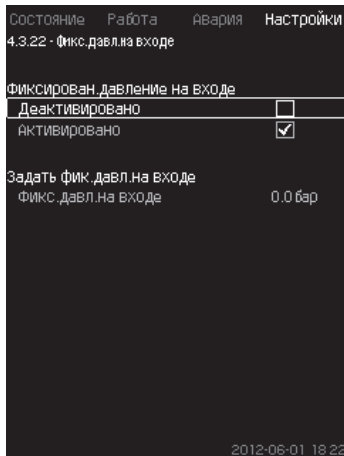 Состояние Работа Авария Настройки
4.3.22 - Фикс.давл.на входе
Фиксирован.давление на входе
Деактивировано
Активировано
Задать фик.давл.на входе
Фикс.давл.на входе 0.0 бар
2012-06-01 18:22